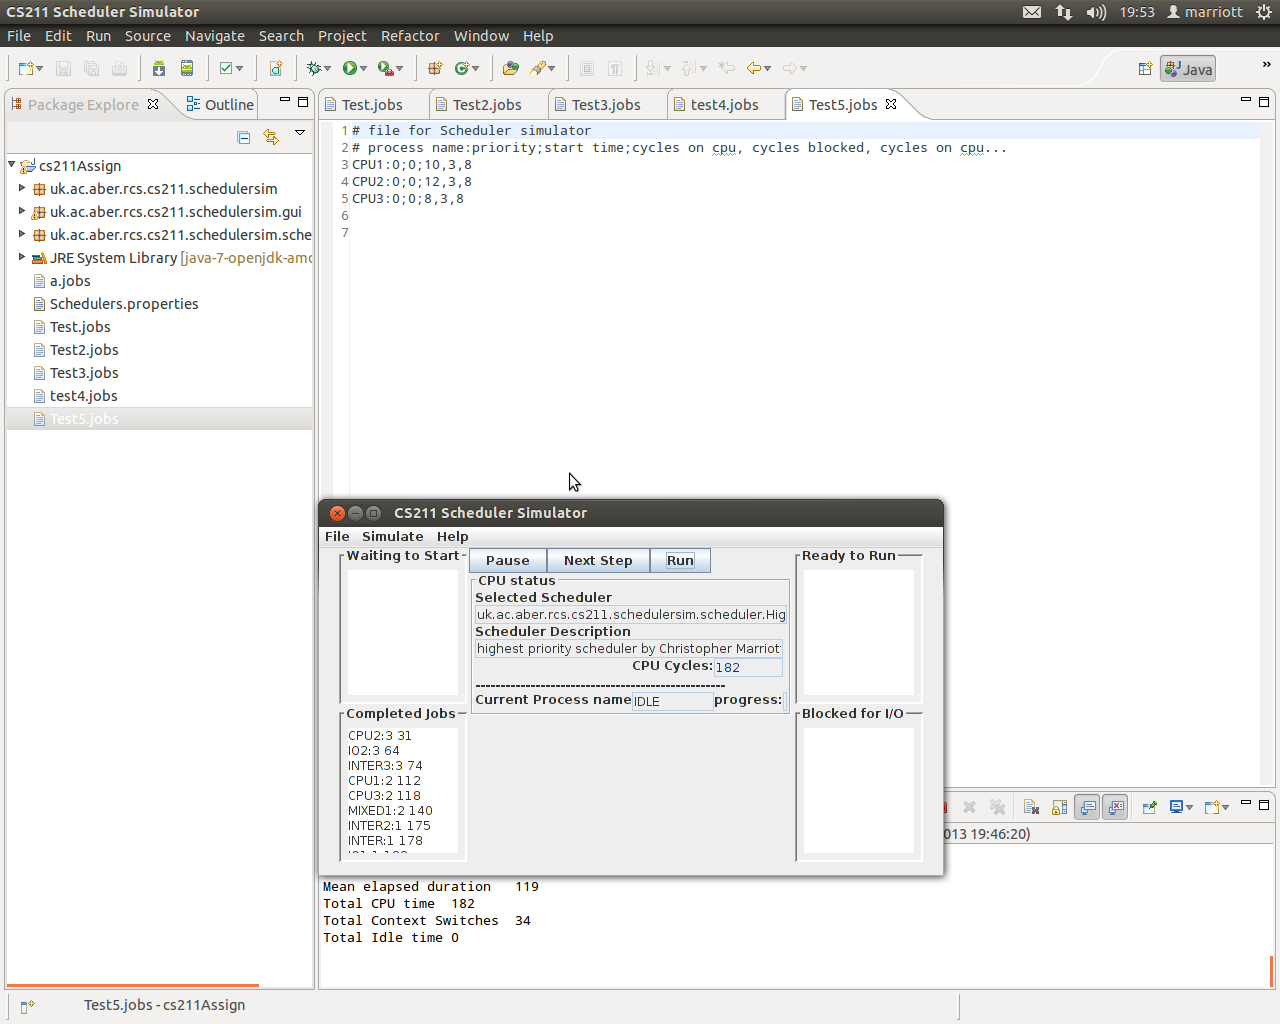 CS211 Scheduler Simulator
19:53
marriott
File Edit Run Source Navigate Search Project Refactor Window Help
Java
»
Package Explore
Outline
Test.jobs
Test2.jobs
Test3.jobs
test4.jobs
Test5.jobs
cs211Assign
uk.ac.aber.rcs.cs211.schedulersim
uk.ac.aber.rcs.cs211.schedulersim.gui
uk.ac.aber.rcs.cs211.schedulersim.sche
JRE System Library [java-7-openjdk-amd
a.jobs
Schedulers.properties
Test.jobs
Test2.jobs
Test3.jobs
test4.jobs
Test5.jobs
1 # file for Scheduler simulator
2 # process name:priority;start time;cycles on cpu, cycles blocked, cycles on cpu...
3 CPU1:0;0;10,3,8
4 CPU2:0;0;12,3,8
5 CPU3:0;0;8,3,8
6
7
CS211 Scheduler Simulator
File Simulate Help
Waiting to Start
Pause Next Step Run
Ready to Run
CPU status
Selected Scheduler
uk.ac.aber.rcs.cs211.schedulersim.scheduler.Hig
Scheduler Description
highest priority scheduler by Christopher Marriot
CPU Cycles: 182
--------------------------------------------------
Current Process name IDLE progress:
Completed Jobs
CPU2:3 31
IO2:3 64
INTER3:3 74
CPU1:2 112
CPU3:2 118
MIXED1:2 140
INTER2:1 175
INTER:1 178
Blocked for I/O
013 19:46:20)
Mean elapsed duration 119
Total CPU time 182
Total Context Switches 34
Total Idle time 0
Test5.jobs - cs211Assign